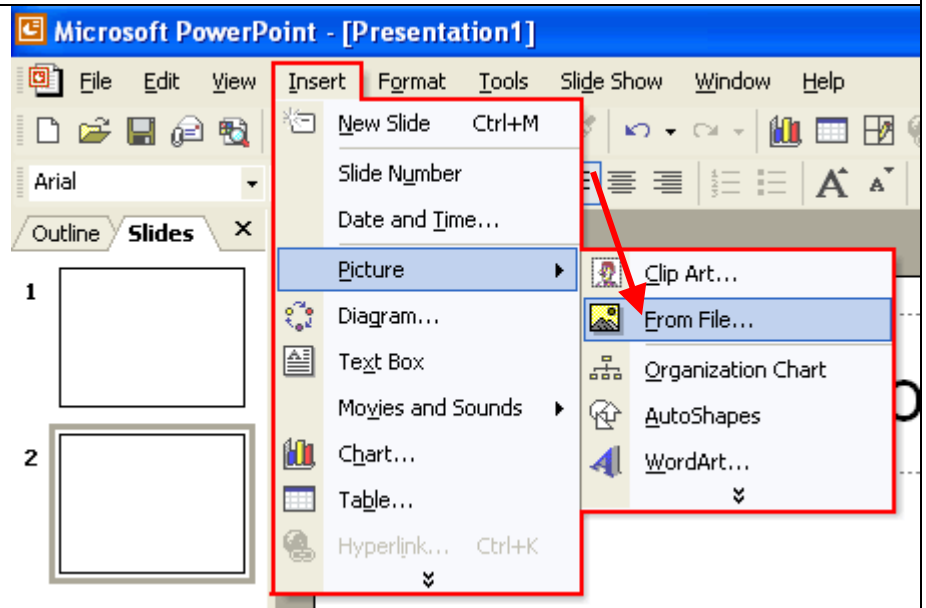 Microsoft PowerPoint - [Presentation1]
File Edit View Insert Format Tools Slide Show Window Help
New Slide Ctrl+M
Slide Number
Arial
Date and Time...
Outline Slides
Picture
Clip Art...
1
Diagram...
From File...
Text Box
Organization Chart
Movies and Sounds
AutoShapes
2
Chart...
WordArt...
Table...
Hyperlink... Ctrl+K